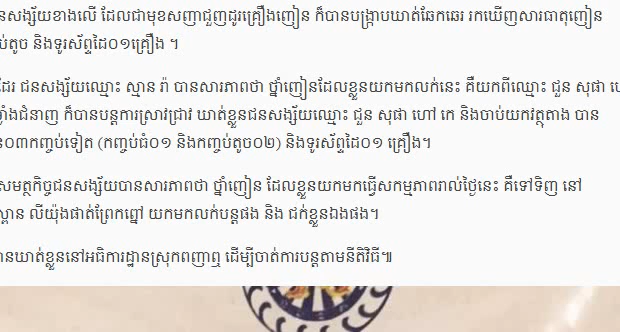 នសង្ស័យខាងលើ ដែលជាមុខសញ្ញាជួញដូរគ្រឿងញៀន ក៏បានបង្ក្រាបឃាត់ឆែកឆេរ រកឃើញសារធាតុញៀន
ប់តូច និងទូរស័ព្ទដៃ០១គ្រឿង ។
ដែរ ជនសង្ស័យឈ្មោះ ស្មាន រ៉ា បានសារភាពថា ថ្នាំញៀនដែលខ្លួនយកមកលក់នេះ គឺយកពីឈ្មោះ ជួន សុផា ហ
្លាំងជំនាញ ក៏បានបន្តការស្រាវជ្រាវ ឃាត់ខ្លួនជនសង្ស័យឈ្មោះ ជួន សុផា ហៅ កេ និងចាប់យកវត្ថុតាង បាន
ន០៣កញ្ចប់ទៀត (កញ្ចប់ធំ០១ និងកញ្ចប់តូច០២) និងទូរស័ព្ទដៃ០១ គ្រឿង។
សមត្ថកិច្ចជនសង្ស័យបានសារភាពថា ថ្នាំញៀន ដែលខ្លួនយកមកធ្វើសកម្មភាពរាល់ថ្ងៃនេះ គឺទៅទិញ នៅ
ស្ពាន លីយ៉ុងផាត់ព្រែកព្នៅ យកមកលក់បន្តផង និង ជក់ខ្លួនឯងផង។
ានឃាត់ខ្លួននៅអធិការដ្ឋានស្រុកពញាឮ ដើម្បីចាត់ការបន្តតាមនីតិវិធី៕